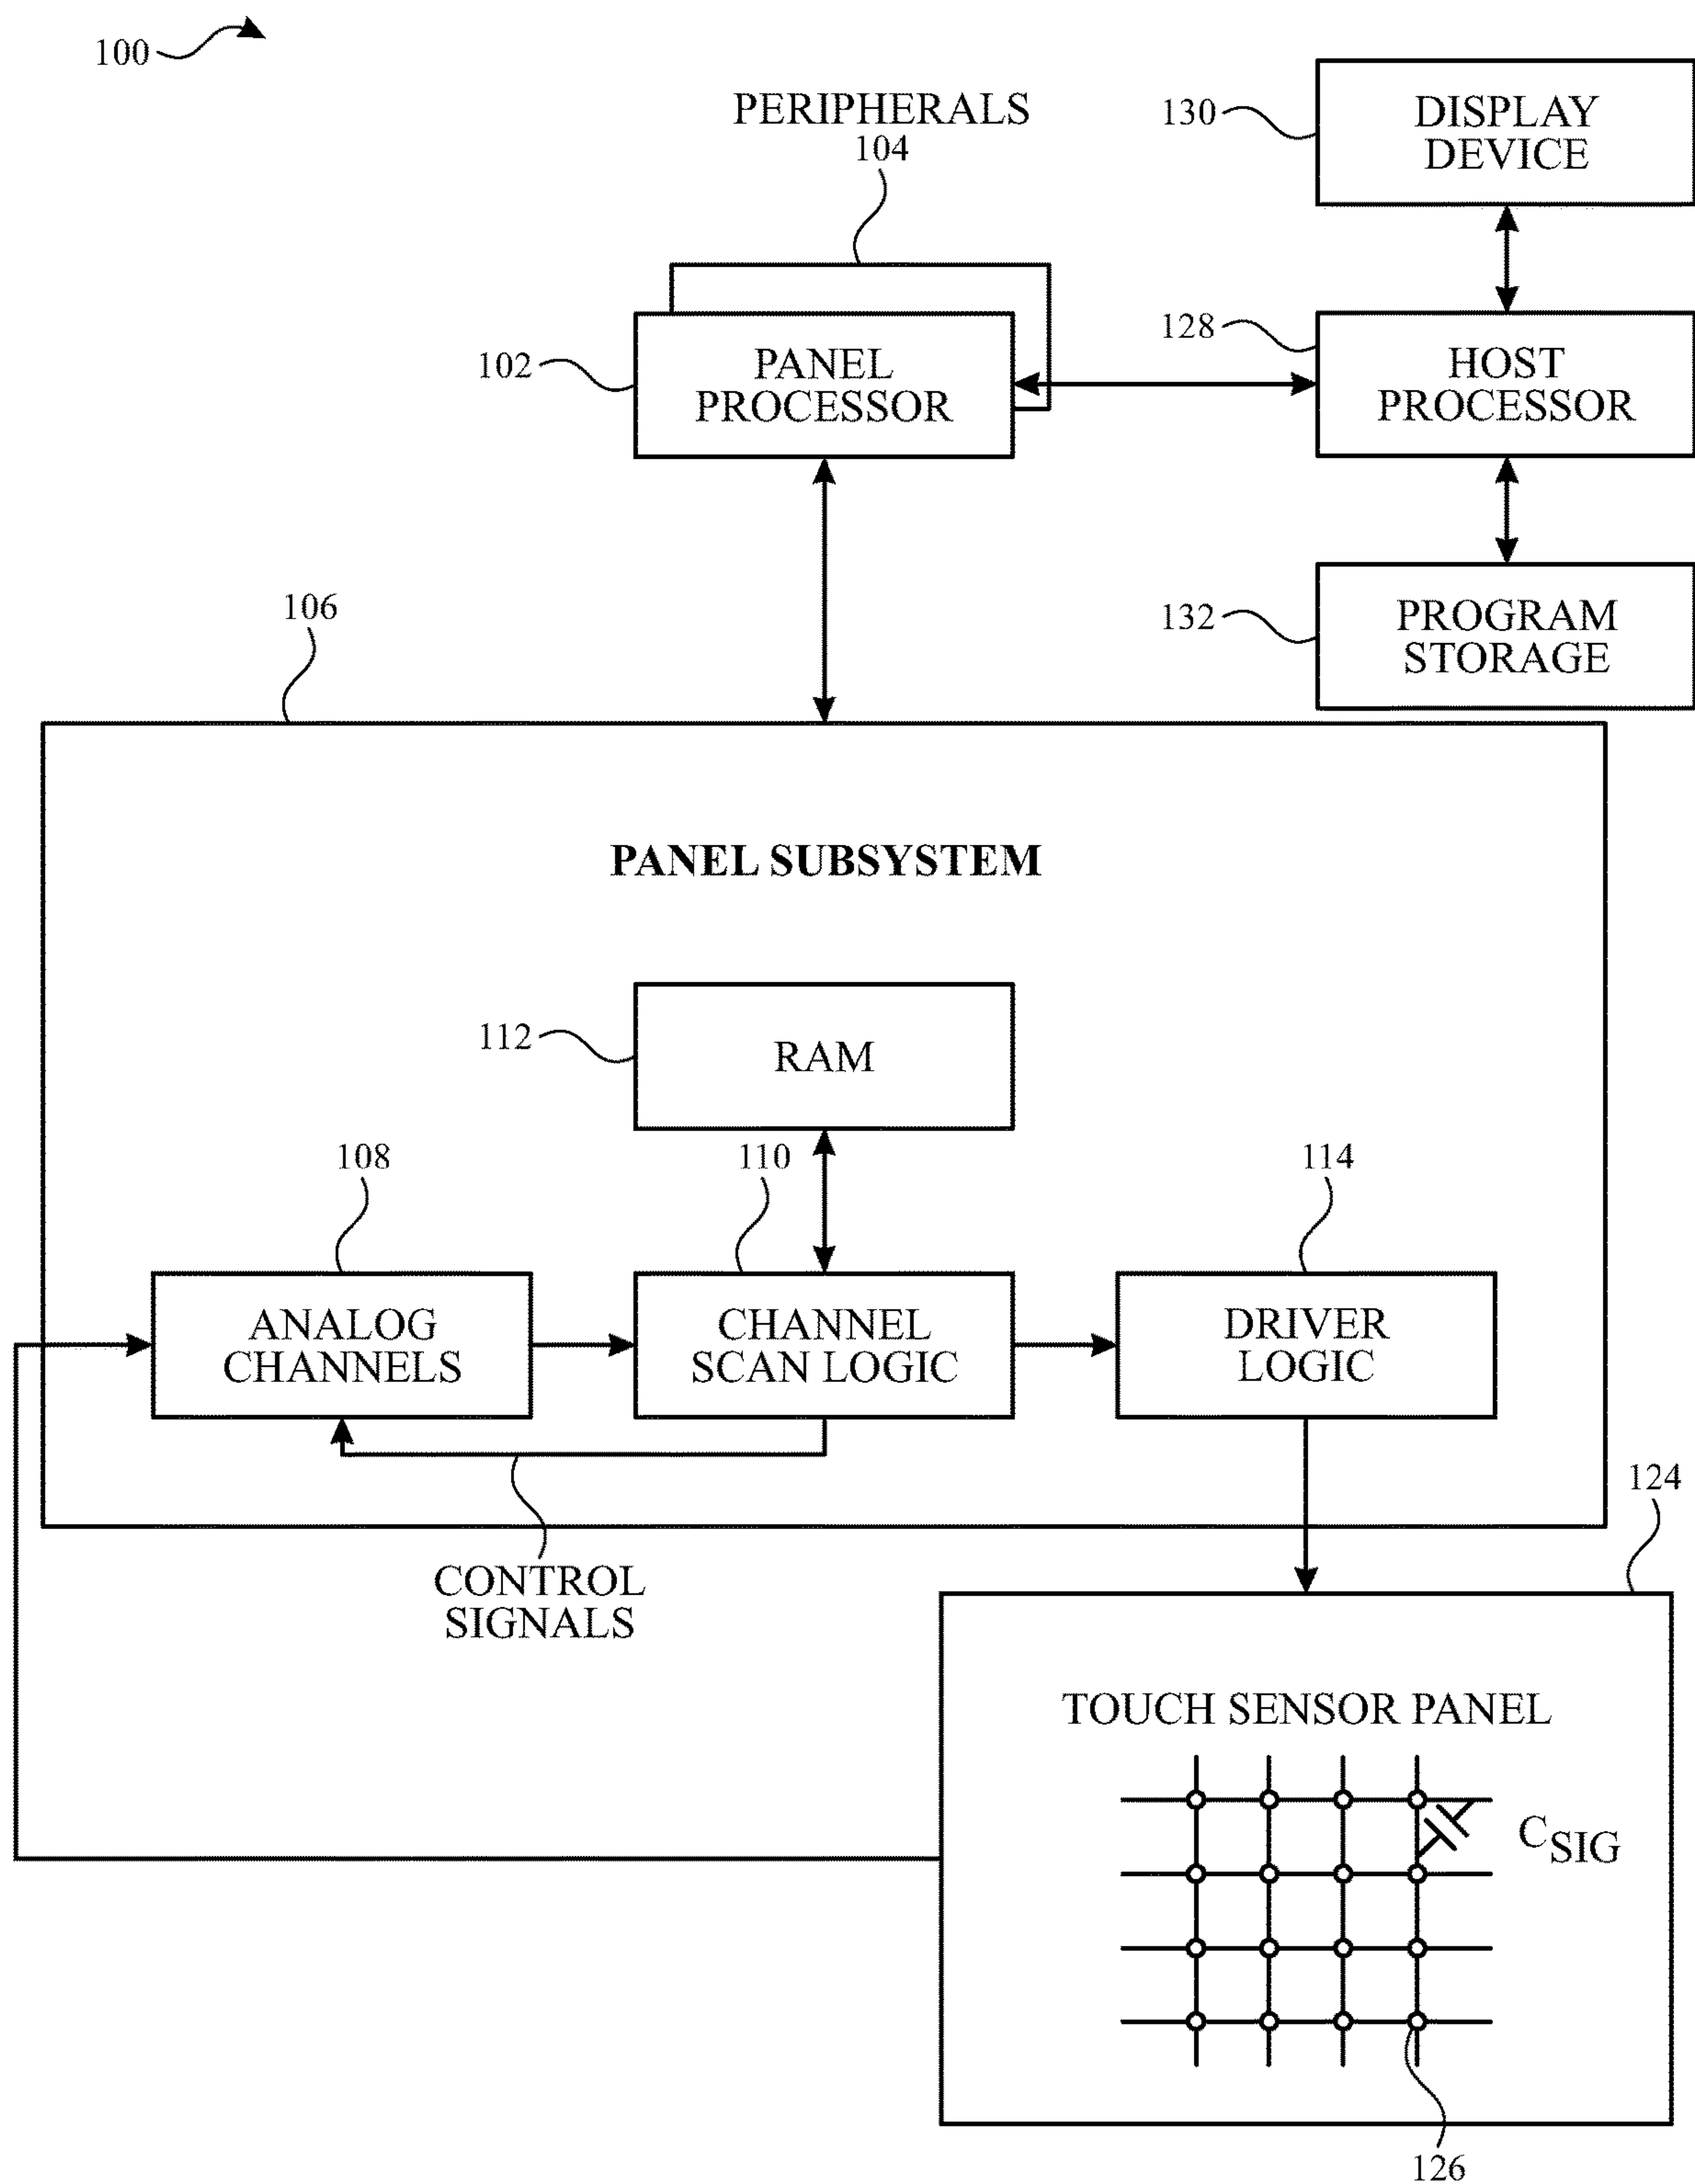 100
PERIPHERALS
104
130
DISPLAY
DEVICE
102
PANEL
PROCESSOR
128
HOST
PROCESSOR
106
132
PROGRAM
STORAGE
PANEL SUBSYSTEM
112
RAM
108
110
114
ANALOG
CHANNELS
CHANNEL
SCAN LOGIC
DRIVER
LOGIC
CONTROL
SIGNALS
124
TOUCH SENSOR PANEL
CSIG
126